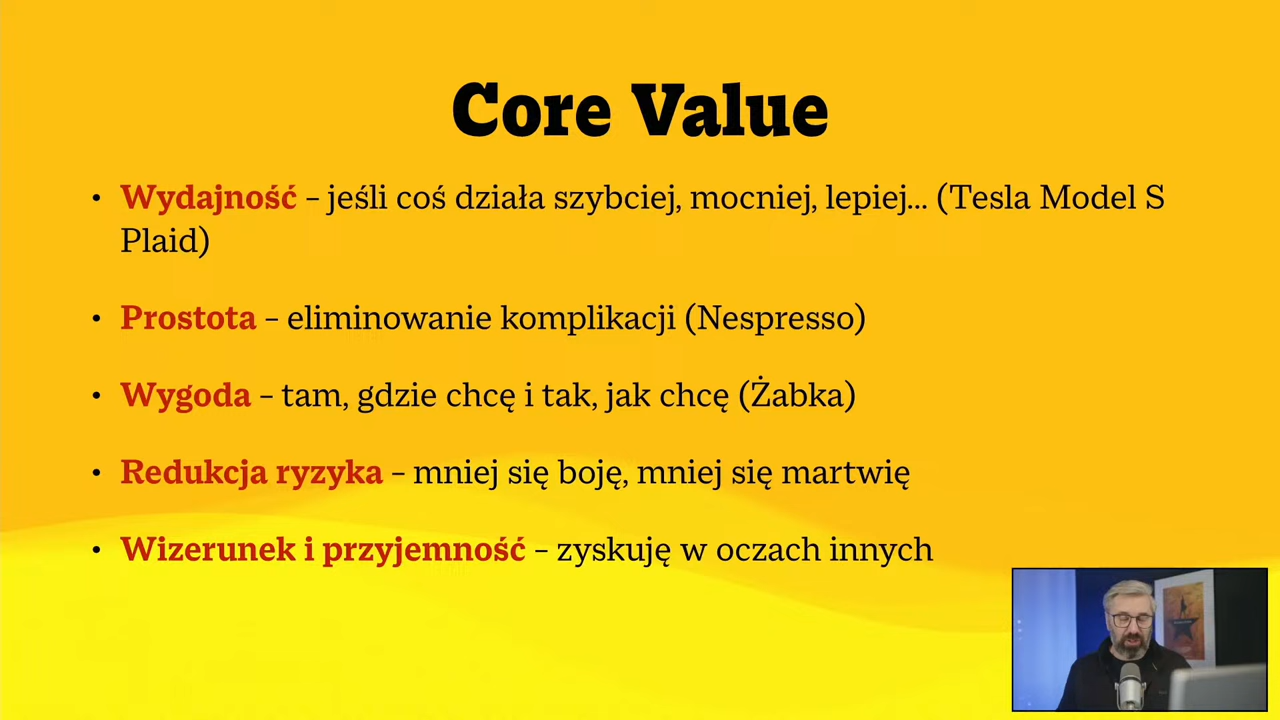 Core Value
• Wydajność – jeśli coś działa szybciej, mocniej, lepiej... (Tesla Model S
Plaid)
• Prostota – eliminowanie komplikacji (Nespresso)
• Wygoda – tam, gdzie chcę i tak, jak chcę (Żabka)
• Redukcja ryzyka – mniej się boję, mniej się martwię
• Wizerunek i przyjemność – zyskuję w oczach innych